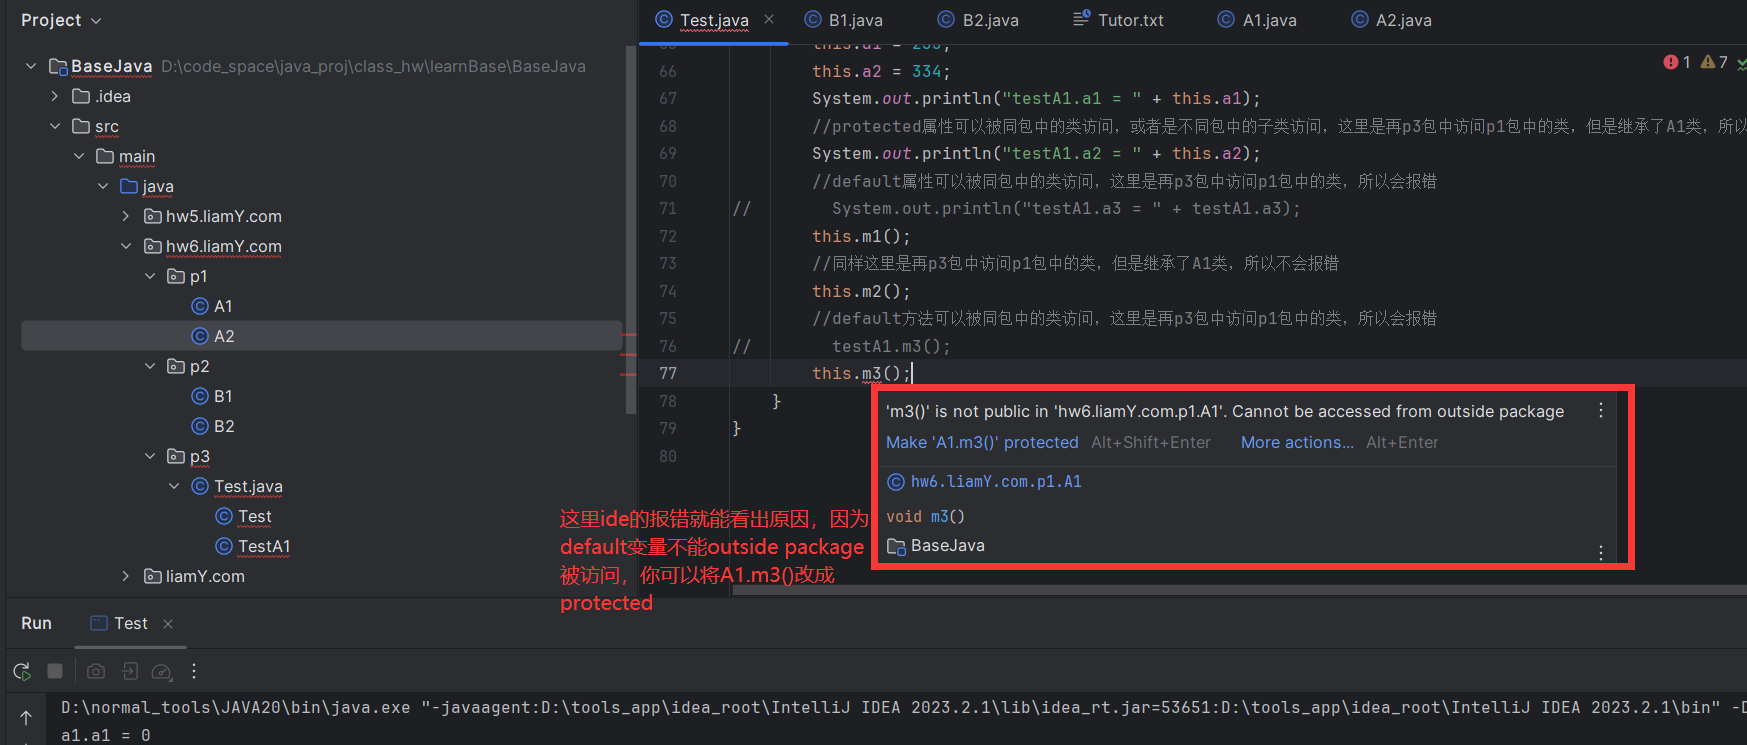 Project
Test.java
B1.java
B2.java
Tutor.txt
A1.java
A2.java
BaseJava D:\code_space\java_proj\class_hw\learnBase\BaseJava
.idea
src
main
java
hw5.liamY.com
hw6.liamY.com
p1
A1
A2
p2
B1
B2
p3
Test.java
Test
TestA1
liamY.com
1 7
66 this.a2 = 334;
67 System.out.println("testA1.a1 = " + this.a1);
68 //protected属性可以被同包中的类访问，或者是不同包中的子类访问，这里是再p3包中访问p1包中的类，但是继承了A1类，所以
69 System.out.println("testA1.a2 = " + this.a2);
70 //default属性可以被同包中的类访问，这里是再p3包中访问p1包中的类，所以会报错
71 // System.out.println("testA1.a3 = " + testA1.a3);
72 this.m1();
73 //同样这里是再p3包中访问p1包中的类，但是继承了A1类，所以不会报错
74 this.m2();
75 //default方法可以被同包中的类访问，这里是再p3包中访问p1包中的类，所以会报错
76 // testA1.m3();
77 this.m3();
78 }
79 }
80
'm3()' is not public in 'hw6.liamY.com.p1.A1'. Cannot be accessed from outside package
Make 'A1.m3()' protected Alt+Shift+Enter More actions... Alt+Enter
hw6.liamY.com.p1.A1
void m3()
BaseJava
这里ide的报错就能看出原因，因为
default变量不能outside package
被访问，你可以将A1.m3()改成
protected
Run
Test
D:\normal_tools\JAVA20\bin\java.exe "-javaagent:D:\tools_app\idea_root\IntelliJ IDEA 2023.2.1\lib\idea_rt.jar=53651:D:\tools_app\idea_root\IntelliJ IDEA 2023.2.1\bin" -D
a1.a1 = 0